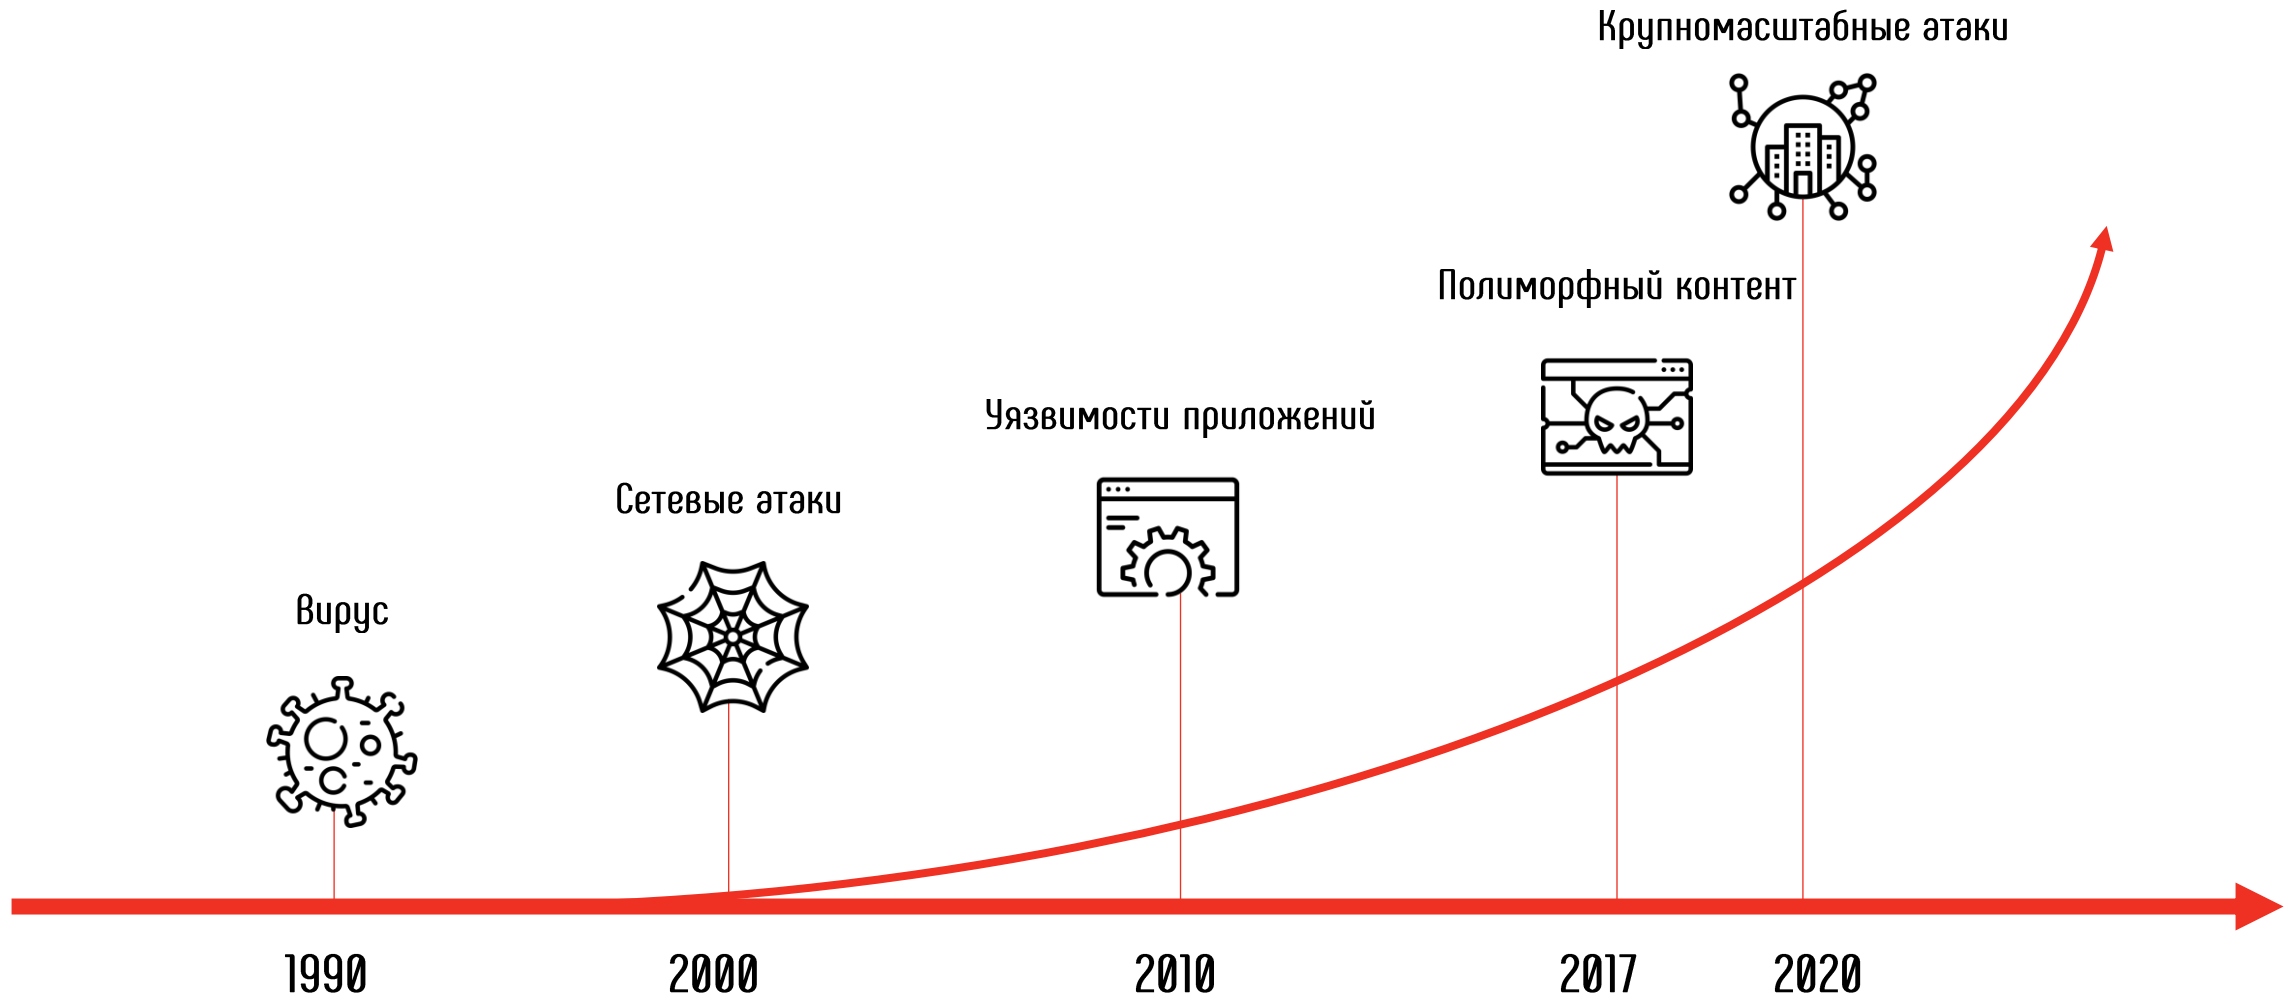 Крупномасштабные атаки
Полиморфный контент
Уязвимости приложений
Сетевые атаки
Вирус
1990
2000
2010
2017
2020